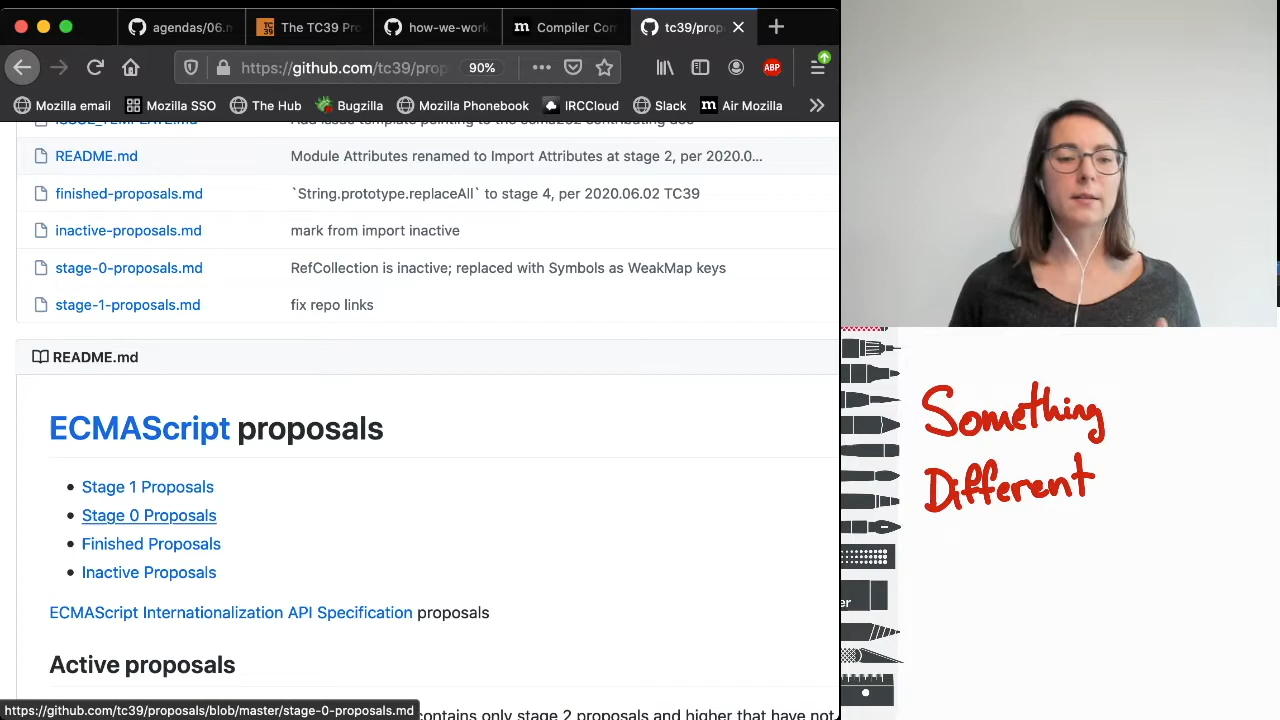 agendas/06.m
The TC39 Pro
how-we-work
Compiler Com
tc39/prop
https://github.com/tc39/prop
90%
ABP
Mozilla email
Mozilla SSO
The Hub
Bugzilla
Mozilla Phonebook
IRCCloud
Slack
Air Mozilla
README.md Module Attributes renamed to Import Attributes at stage 2, per 2020.0...
finished-proposals.md `String.prototype.replaceAll` to stage 4, per 2020.06.02 TC39
inactive-proposals.md mark from import inactive
stage-0-proposals.md RefCollection is inactive; replaced with Symbols as WeakMap keys
stage-1-proposals.md fix repo links
README.md
ECMAScript proposals
Stage 1 Proposals
Stage 0 Proposals
Finished Proposals
Inactive Proposals
ECMAScript Internationalization API Specification proposals
Active proposals
contains only stage 2 proposals and higher that have not
https://github.com/tc39/proposals/blob/master/stage-0-proposals.md
Something
Different
er